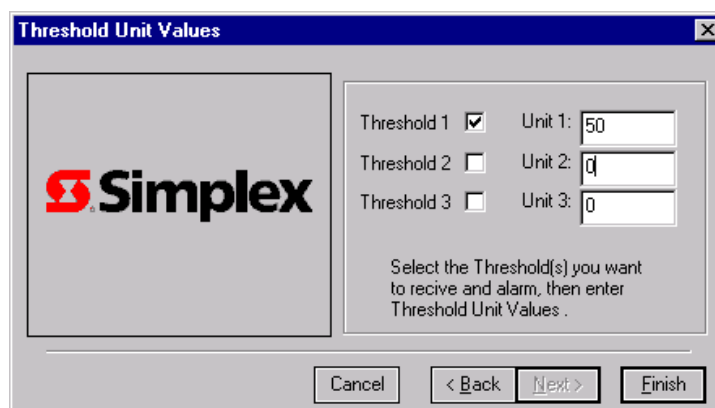 Threshold Unit Values
Simplex
Threshold 1 Unit 1: 50
Threshold 2 Unit 2: 0
Threshold 3 Unit 3: 0
Select the Threshold(s) you want
to recive and alarm, then enter
Threshold Unit Values .
Cancel < Back Next > Finish